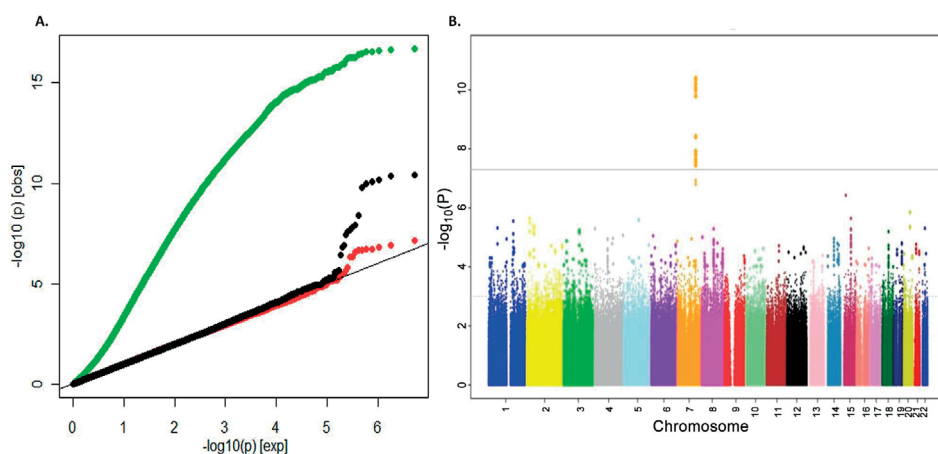 A.
-log10 (p) [obs]
15
10
5
0
0 1 2 3 4 5 6
-log10(p) [exp]
B.
-log10(P)
10
8
6
4
2
0
1 2 3 4 5 6 7 8 9 10 11 12 13 14 15 16 17 18 19 20 21 22
Chromosome